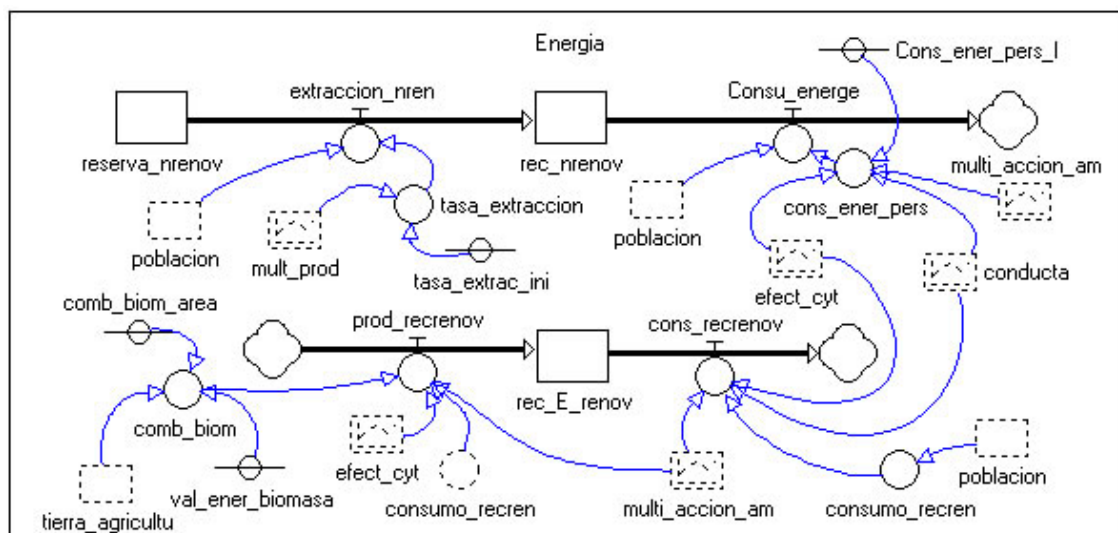 Energia
Cons_ener_pers_I
extraccion_nren
Consu_energe
reserva_nrenov
rec_nrenov
multi_accion_am
tasa_extraccion
cons_ener_pers
poblacion
mult_prod
poblacion
tasa_extrac_ini
efect_cyt
conducta
comb_biom_area
prod_recrenov
cons_recrenov
rec_E_renov
comb_biom
efect_cyt
poblacion
val_ener_biomasa
tierra_agricultu
consumo_recren
multi_accion_am
consumo_recren